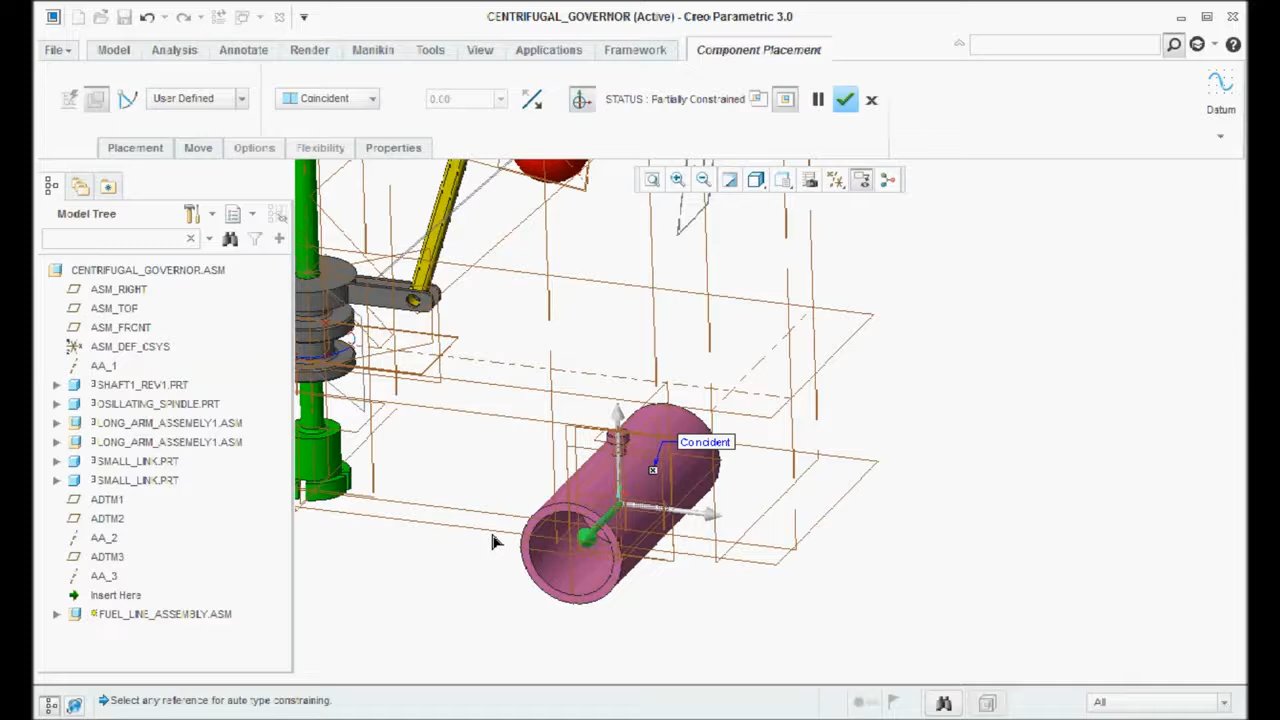 CENTRIFUGAL_GOVERNOR (Active) - Creo Parametric 3.0
File
Model
Analysis
Annotate
Render
Manikin
Tools
View
Applications
Framework
Component Placement
User Defined
Coincident
0.00
STATUS : Partially Constrained
Datum
Placement
Move
Options
Flexibility
Properties
Model Tree
CENTRIFUGAL_GOVERNOR.ASM
ASM_RIGHT
ASM_TOP
ASM_FRONT
ASM_DEF_CSYS
AA_1
SHAFT1_REV1.PRT
OSILLATING_SPINDLE.PRT
LONG_ARM_ASSEMBLY1.ASM
LONG_ARM_ASSEMBLY1.ASM
SMALL_LINK.PRT
SMALL_LINK.PRT
ADTM1
ADTM2
AA_2
ADTM3
AA_3
Insert Here
FUEL_LINE_ASSEMBLY.ASM
Coincident
Select any reference for auto type constraining.
All